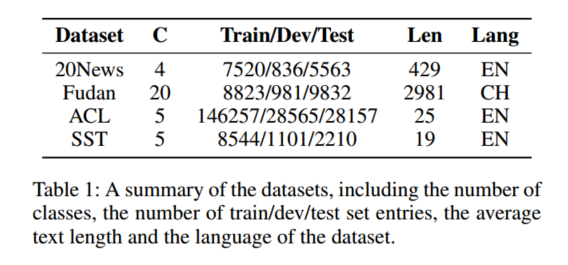 Dataset C Train/Dev/Test Len Lang
20News 4 7520/836/5563 429 EN
Fudan 20 8823/981/9832 2981 CH
ACL 5 146257/28565/28157 25 EN
SST 5 8544/1101/2210 19 EN
Table 1: A summary of the datasets, including the number of
classes, the number of train/dev/test set entries, the average
text length and the language of the dataset.